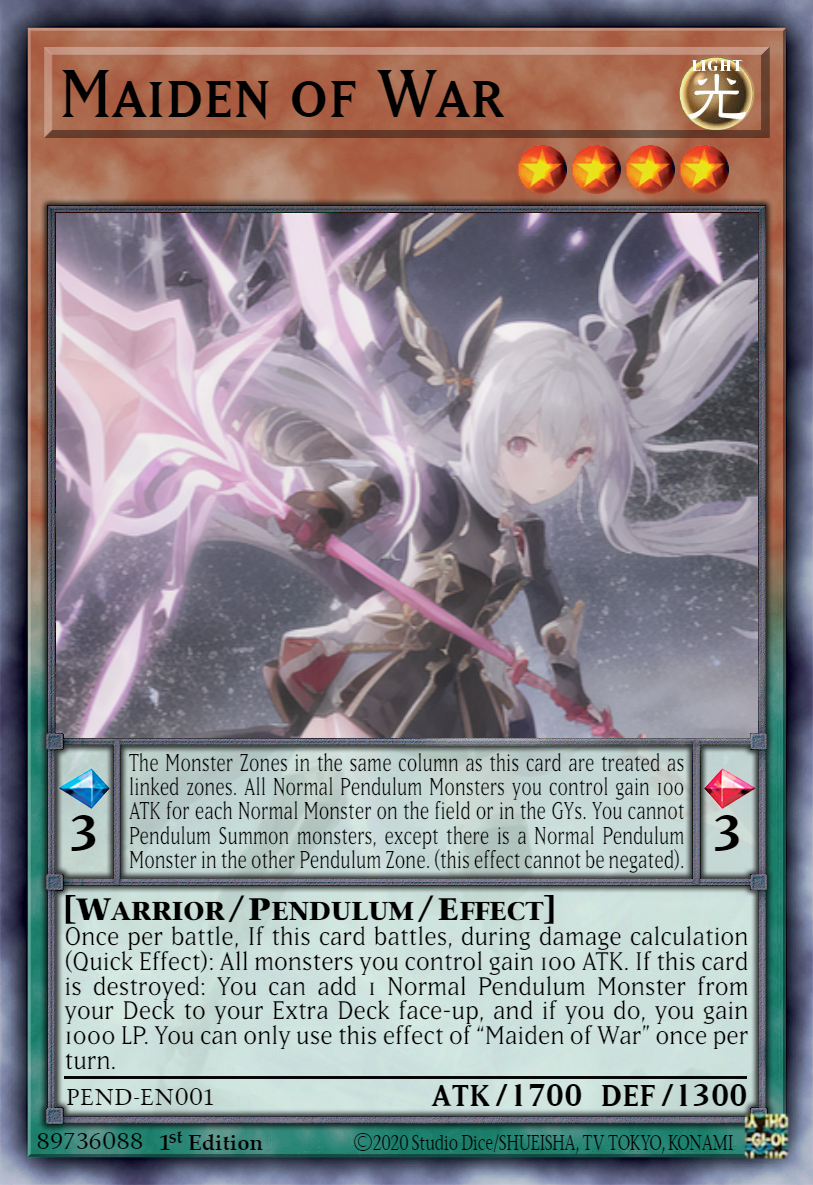 Maiden of War
LIGHT
光
The Monster Zones in the same column as this card are treated as
linked zones. All Normal Pendulum Monsters you control gain 100
ATK for each Normal Monster on the field or in the GYs. You cannot
Pendulum Summon monsters, except there is a Normal Pendulum
Monster in the other Pendulum Zone. (this effect cannot be negated).
3
3
[Warrior/Pendulum/Effect]
Once per battle, If this card battles, during damage calculation
(Quick Effect): All monsters you control gain 100 ATK. If this card
is destroyed: You can add 1 Normal Pendulum Monster from
your Deck to your Extra Deck face-up, and if you do, you gain
1000 LP. You can only use this effect of “Maiden of War” once per
turn.
PEND-EN001
ATK/1700 DEF/1300
89736088 1st Edition
©2020 Studio Dice/SHUEISHA, TV TOKYO, KONAMI